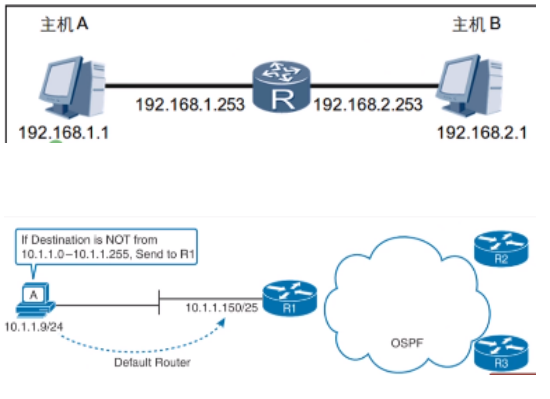 主机A
主机B
R
192.168.1.253
192.168.2.253
192.168.1.1
192.168.2.1
If Destination is NOT from
10.1.1.0–10.1.1.255, Send to R1
A
10.1.1.9/24
10.1.1.150/25
R1
Default Router
OSPF
R2
R3